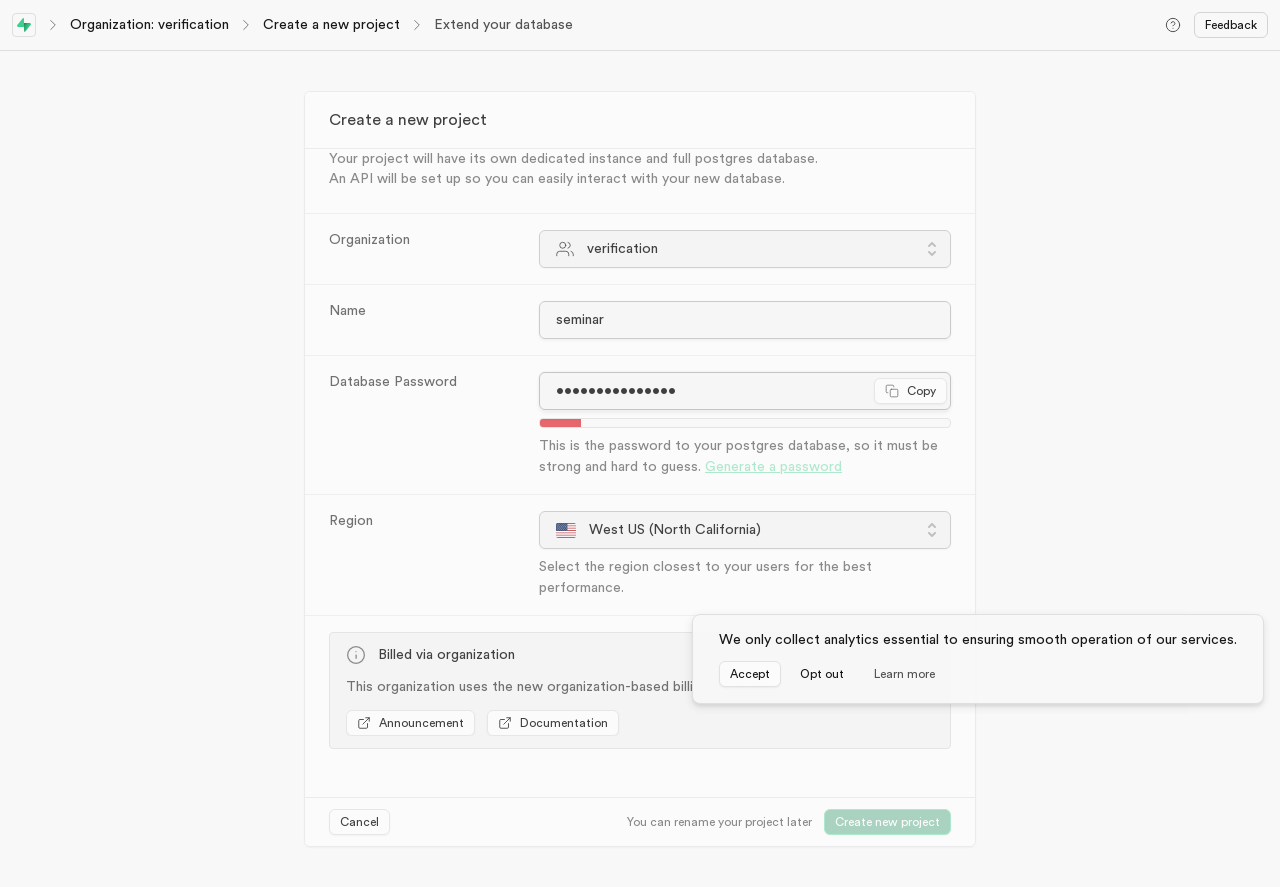 Organization: verification
Create a new project
Extend your database
Feedback
Create a new project
Your project will have its own dedicated instance and full postgres database.
An API will be set up so you can easily interact with your new database.
Organization
verification
Name
seminar
Database Password
•••••••••••••••
Copy
This is the password to your postgres database, so it must be
strong and hard to guess. Generate a password
Region
West US (North California)
Select the region closest to your users for the best
performance.
Billed via organization
This organization uses the new organization-based billi
Announcement
Documentation
We only collect analytics essential to ensuring smooth operation of our services.
Accept
Opt out
Learn more
Cancel
You can rename your project later
Create new project